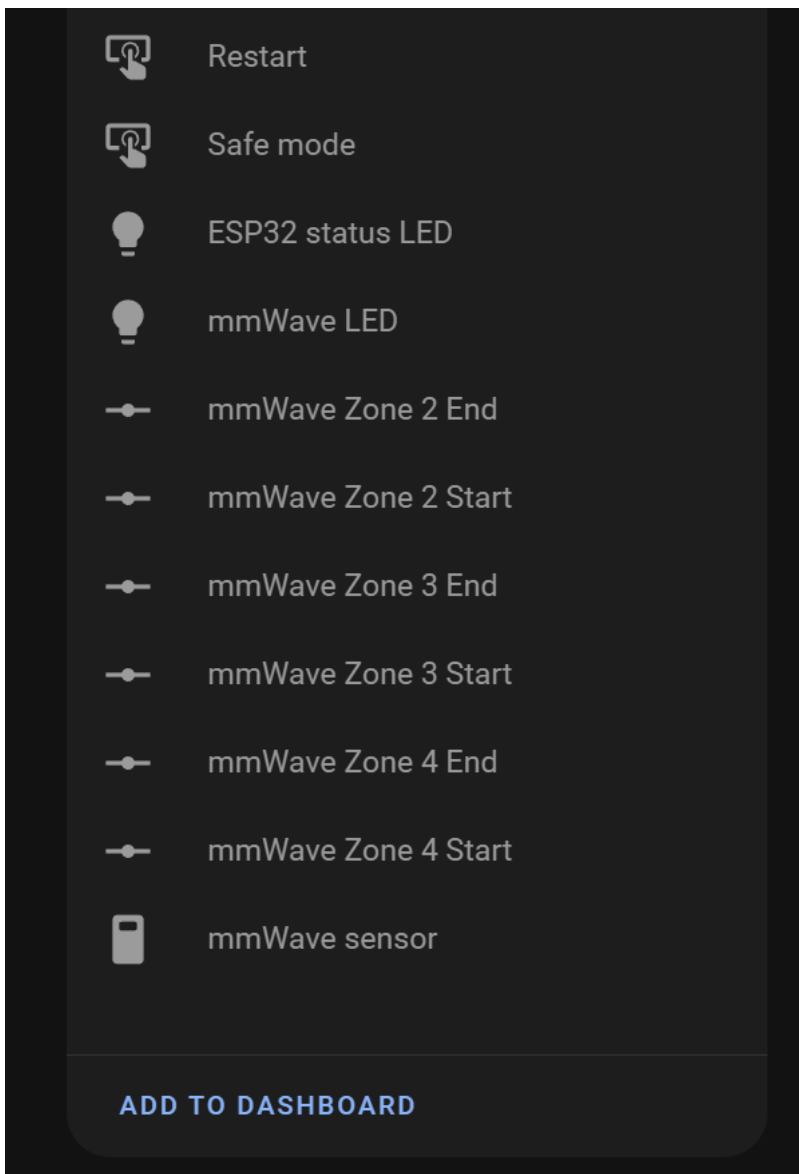 Restart
Safe mode
ESP32 status LED
mmWave LED
mmWave Zone 2 End
mmWave Zone 2 Start
mmWave Zone 3 End
mmWave Zone 3 Start
mmWave Zone 4 End
mmWave Zone 4 Start
mmWave sensor
ADD TO DASHBOARD